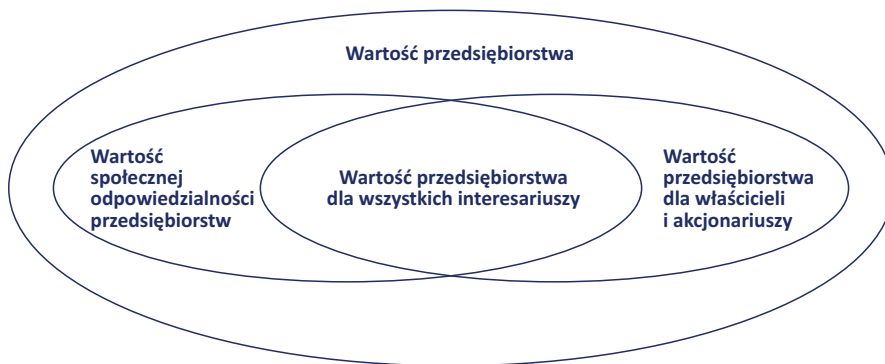 Wartość przedsiębiorstwa
Wartość
społecznej
odpowiedzialności
przedsiębiorstw
Wartość przedsiębiorstwa
dla wszystkich interesariuszy
Wartość
przedsiębiorstwa
dla właścicieli
i akcjonariuszy